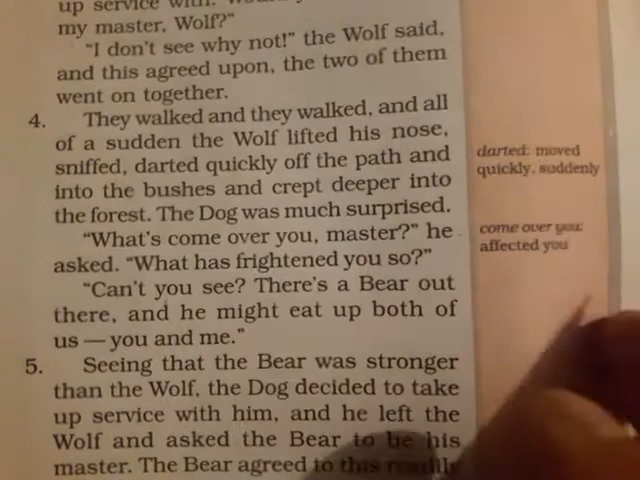 up service with.
my master, Wolf?"
"I don't see why not!" the Wolf said,
and this agreed upon, the two of them
went on together.
4. They walked and they walked, and all
of a sudden the Wolf lifted his nose,
sniffed, darted quickly off the path and
into the bushes and crept deeper into
the forest. The Dog was much surprised.
"What's come over you, master?" he
asked. "What has frightened you so?"
"Can't you see? There's a Bear out
there, and he might eat up both of
us — you and me."
5. Seeing that the Bear was stronger
than the Wolf, the Dog decided to take
up service with him, and he left the
Wolf and asked the Bear to be his
master. The Bear agreed to this readily
darted: moved
quickly, suddenly
come over you:
affected you